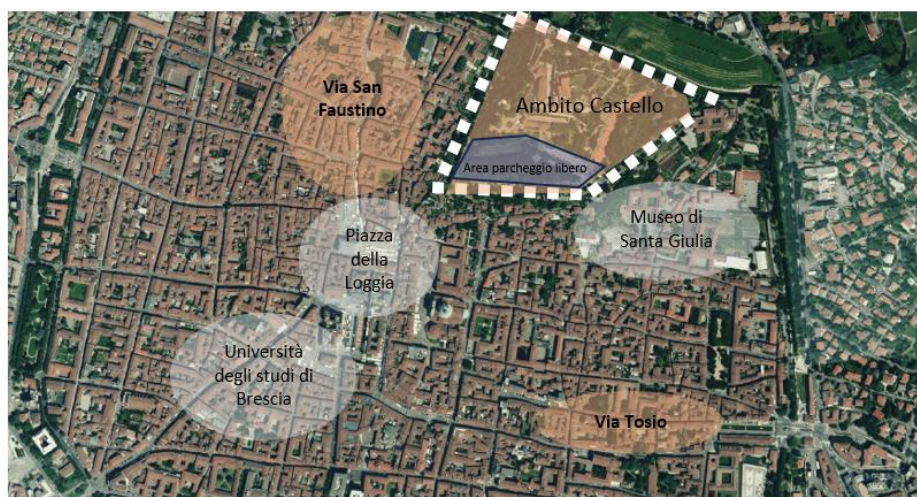 Via San
Faustino
Ambito Castello
Area parcheggio libero
Museo di
Santa Giulia
Piazza
della
Loggia
Università
degli studi di
Brescia
Via Tosio